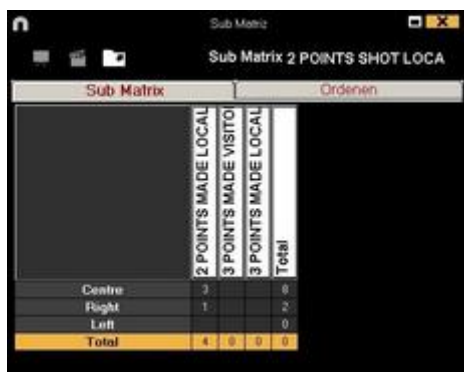 Sub Matriz
Sub Matrix 2 POINTS SHOT LOCA
Sub Matrix
Ordenen
2 POINTS MADE LOCAL
3 POINTS MADE VISITO
3 POINTS MADE LOCAL
Total
Centre 3
Right 1 2
Left 0
Total 4 0 0 0